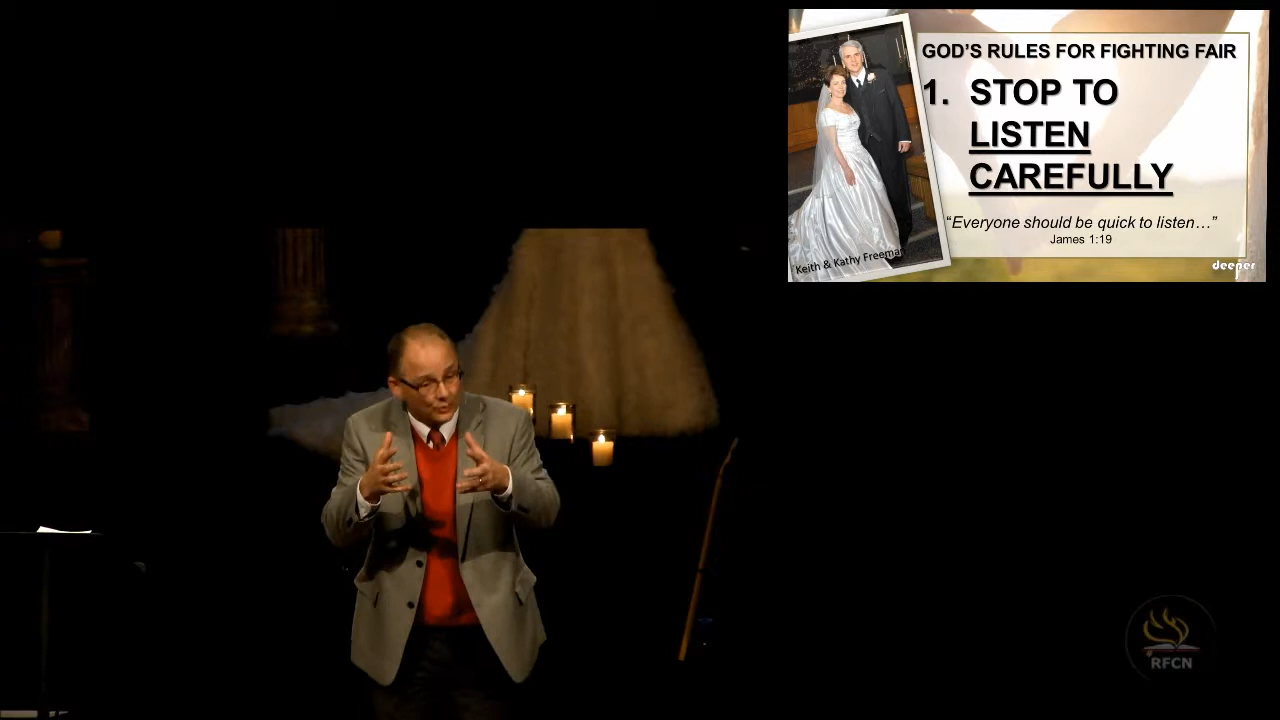 GOD'S RULES FOR FIGHTING FAIR
1. STOP TO
LISTEN
CAREFULLY
"Everyone should be quick to listen…"
James 1:19
Keith & Kathy Freeman
deeper
RFCN